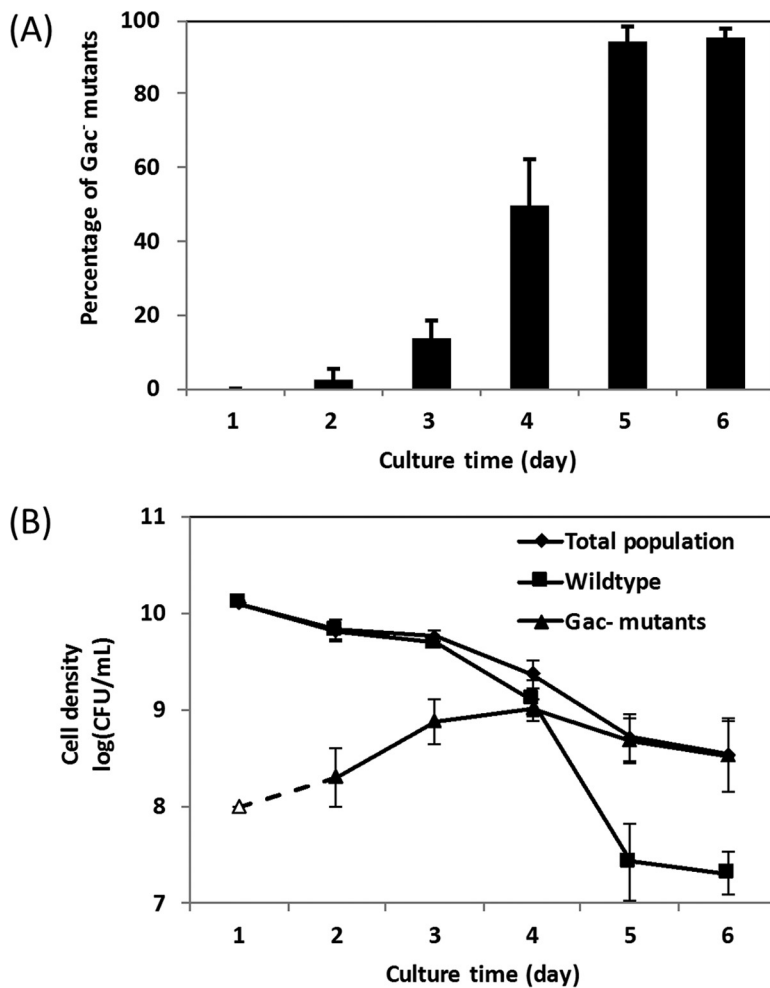 (A)
100
80
60
40
20
0
Percentage of Gac⁻ mutants
1 2 3 4 5 6
Culture time (day)
(B)
11
10
9
8
7
Cell density
log(CFU/mL)
Total population
Wildtype
Gac- mutants
1 2 3 4 5 6
Culture time (day)